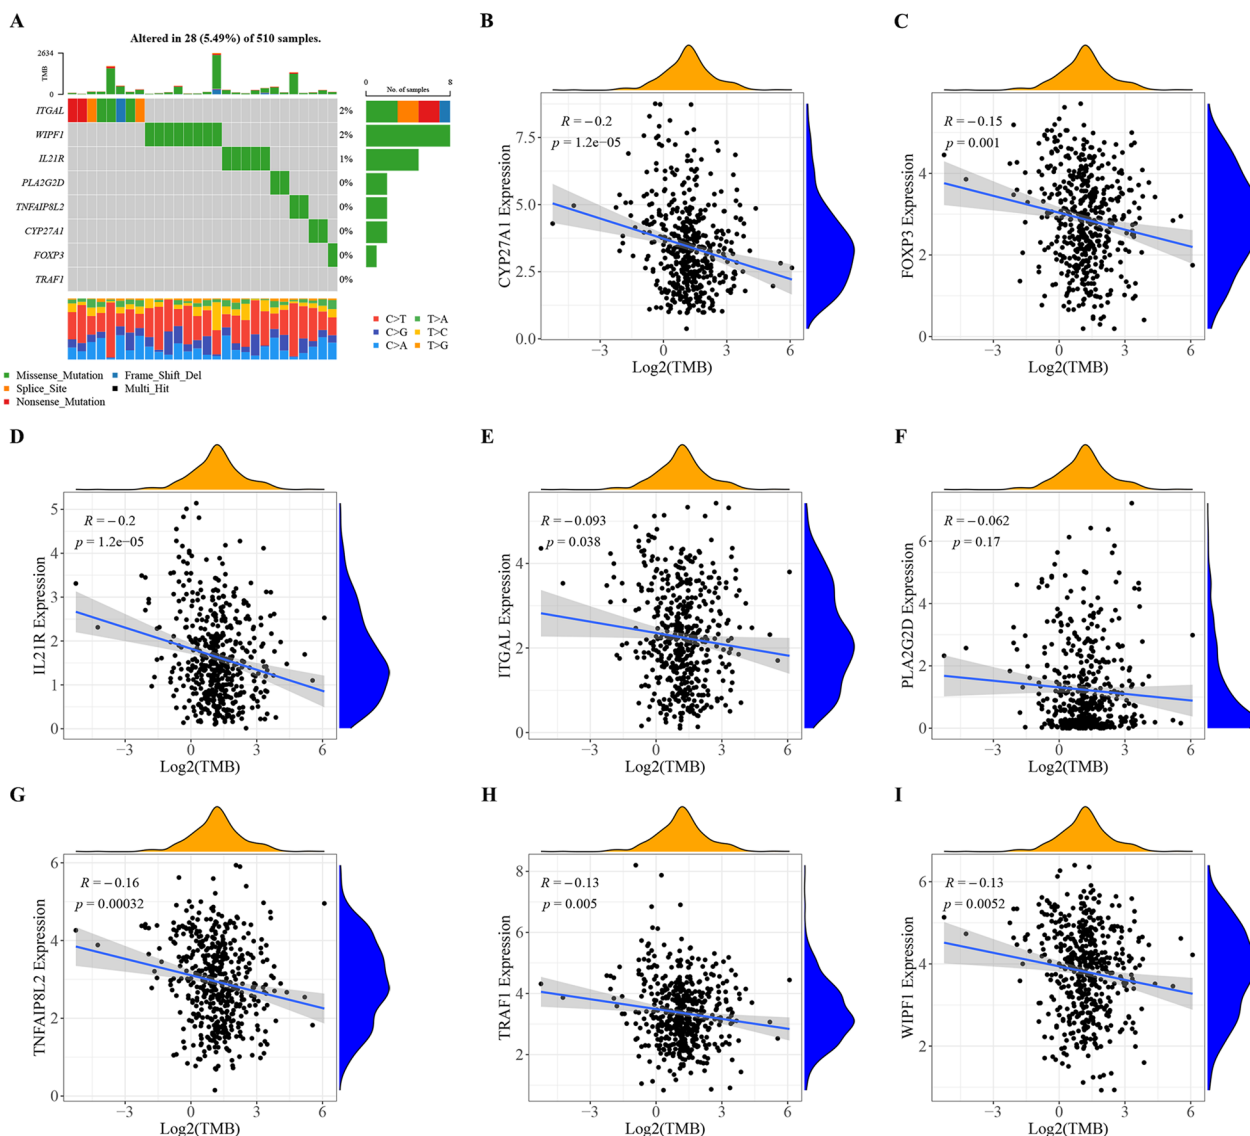 A
Altered in 28 (5.49%) of 510 samples.
2634
TMB
0
0 8
No. of samples
ITGAL 2%
WIPF1 2%
IL21R 1%
PLA2G2D 0%
TNFAIP8L2 0%
CYP27A1 0%
FOXP3 0%
TRAF1 0%
C>T T>A
C>G T>C
C>A T>G
Missense_Mutation Frame_Shift_Del
Splice_Site Multi_Hit
Nonsense_Mutation
B
R = −0.2
p = 1.2e−05
CYP27A1 Expression
7.5
5.0
2.5
0.0
−3 0 3 6
Log2(TMB)
C
R = −0.15
p = 0.001
FOXP3 Expression
4
2
0
−3 0 3 6
Log2(TMB)
D
R = −0.2
p = 1.2e−05
IL21R Expression
5
4
3
2
1
0
−3 0 3 6
Log2(TMB)
E
R = −0.093
p = 0.038
ITGAL Expression
4
2
0
−3 0 3 6
Log2(TMB)
F
R = −0.062
p = 0.17
PLA2G2D Expression
6
4
2
0
−3 0 3 6
Log2(TMB)
G
R = −0.16
p = 0.00032
TNFAIP8L2 Expression
6
4
2
0
−3 0 3 6
Log2(TMB)
H
R = −0.13
p = 0.005
TRAF1 Expression
8
6
4
2
−3 0 3 6
Log2(TMB)
I
R = −0.13
p = 0.0052
WIPF1 Expression
6
4
2
−3 0 3 6
Log2(TMB)